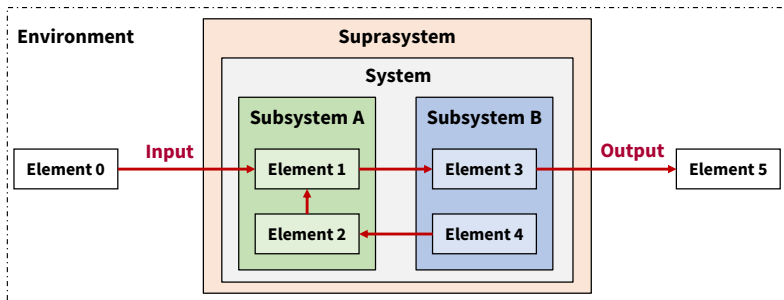 Environment
Suprasystem
System
Subsystem A
Subsystem B
Input
Output
Element 0
Element 1
Element 3
Element 5
Element 2
Element 4